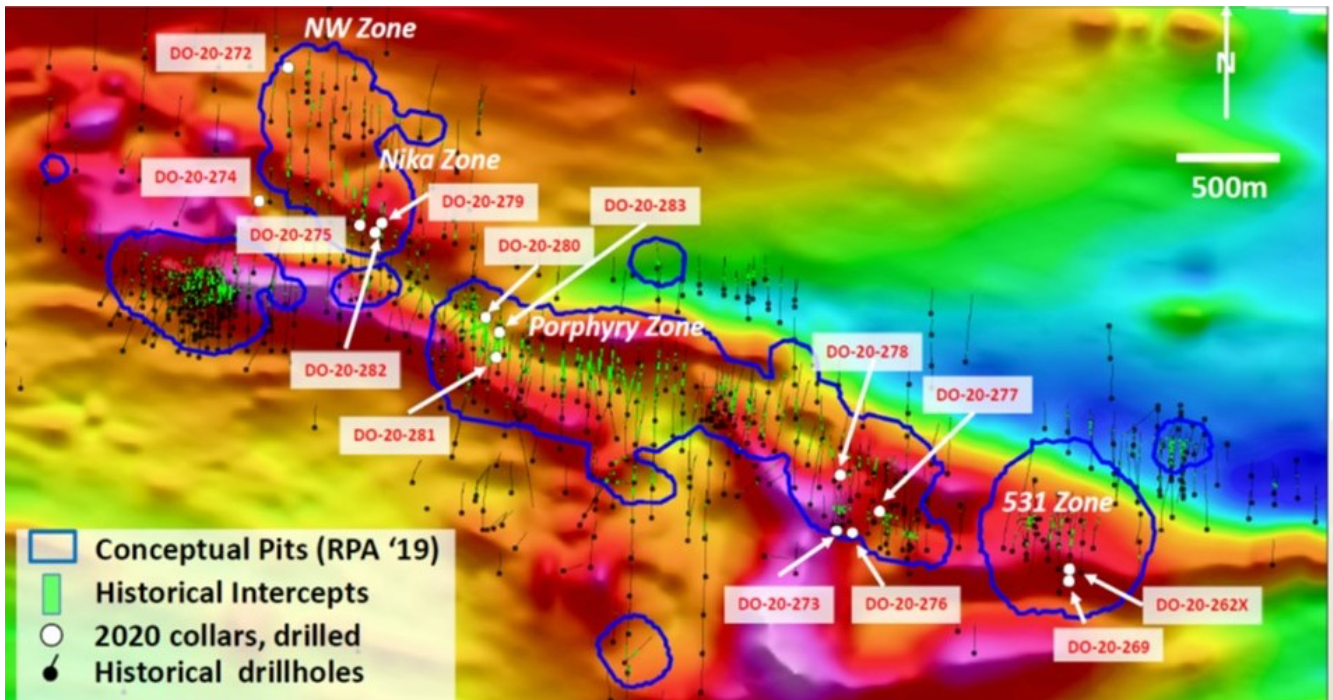 NW Zone
DO-20-272
N
Nika Zone
DO-20-274
DO-20-279
DO-20-283
500m
DO-20-275
DO-20-280
Porphyry Zone
DO-20-278
DO-20-282
DO-20-277
DO-20-281
531 Zone
Conceptual Pits (RPA ‘19)
Historical Intercepts
2020 collars, drilled
Historical drillholes
DO-20-273
DO-20-276
DO-20-262X
DO-20-269